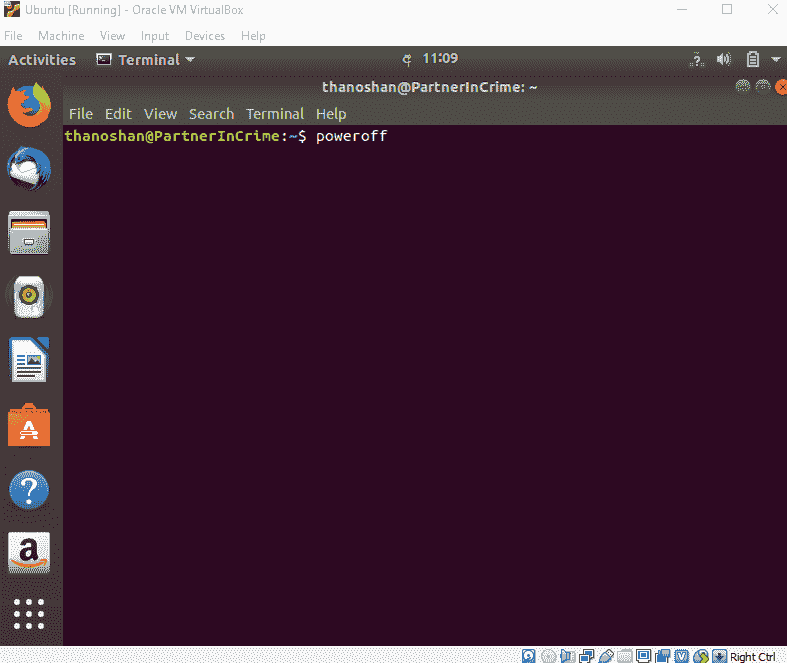 Ubuntu [Running] - Oracle VM VirtualBox
File Machine View Input Devices Help
Activities Terminal 11:09
thanoshan@PartnerInCrime: ~
File Edit View Search Terminal Help
thanoshan@PartnerInCrime:~$ poweroff
Right Ctrl